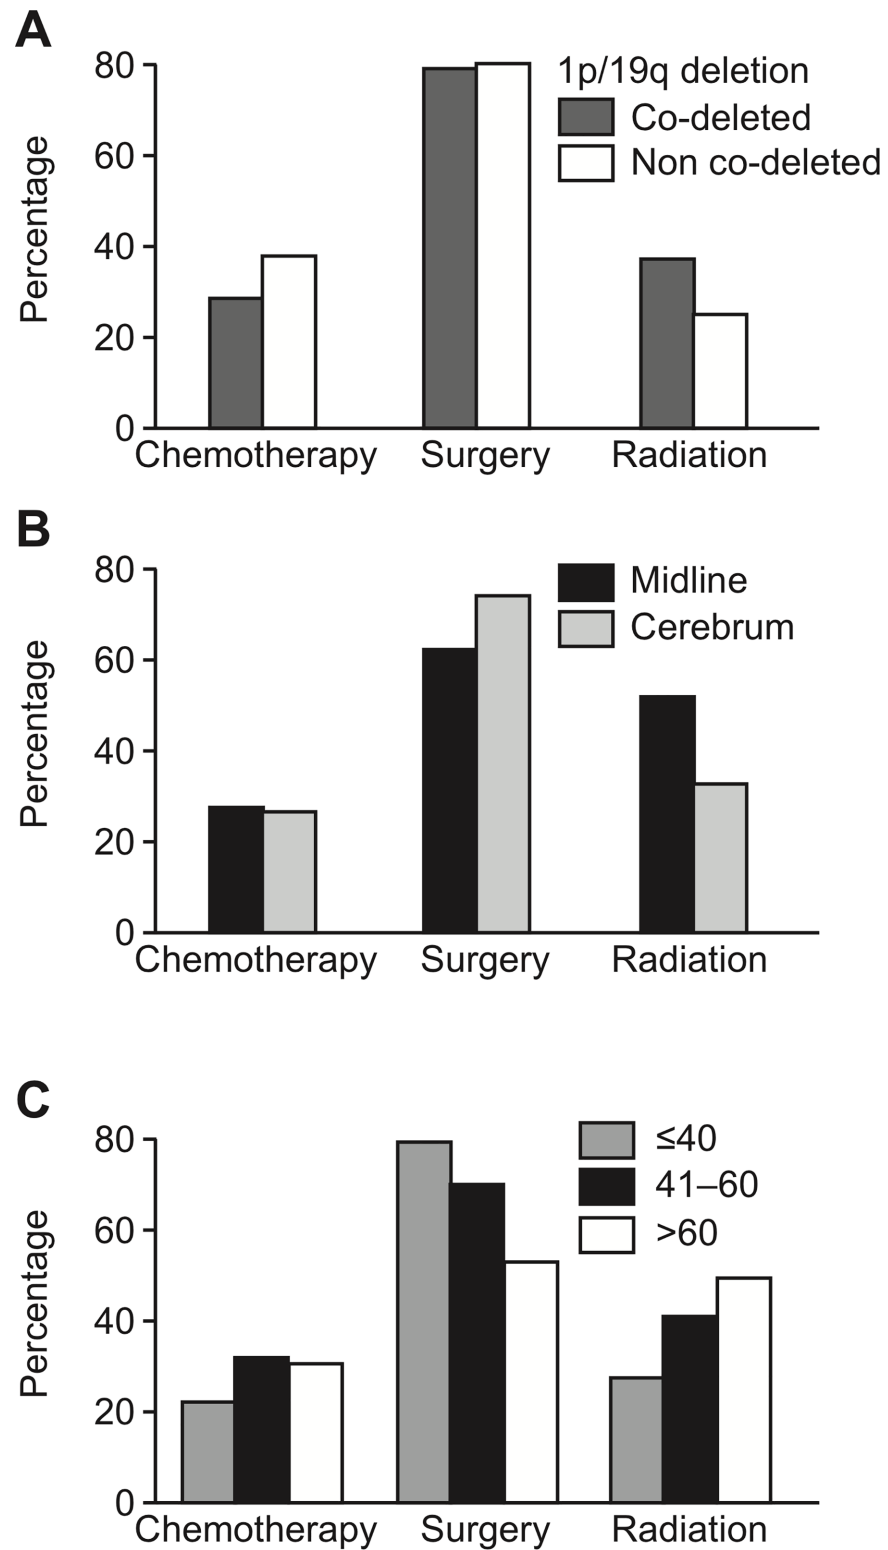 A
Percentage
80
60
40
20
0
1p/19q deletion
Co-deleted
Non co-deleted
Chemotherapy Surgery Radiation
B
Percentage
80
60
40
20
0
Midline
Cerebrum
Chemotherapy Surgery Radiation
C
Percentage
80
60
40
20
0
≤40
41–60
>60
Chemotherapy Surgery Radiation